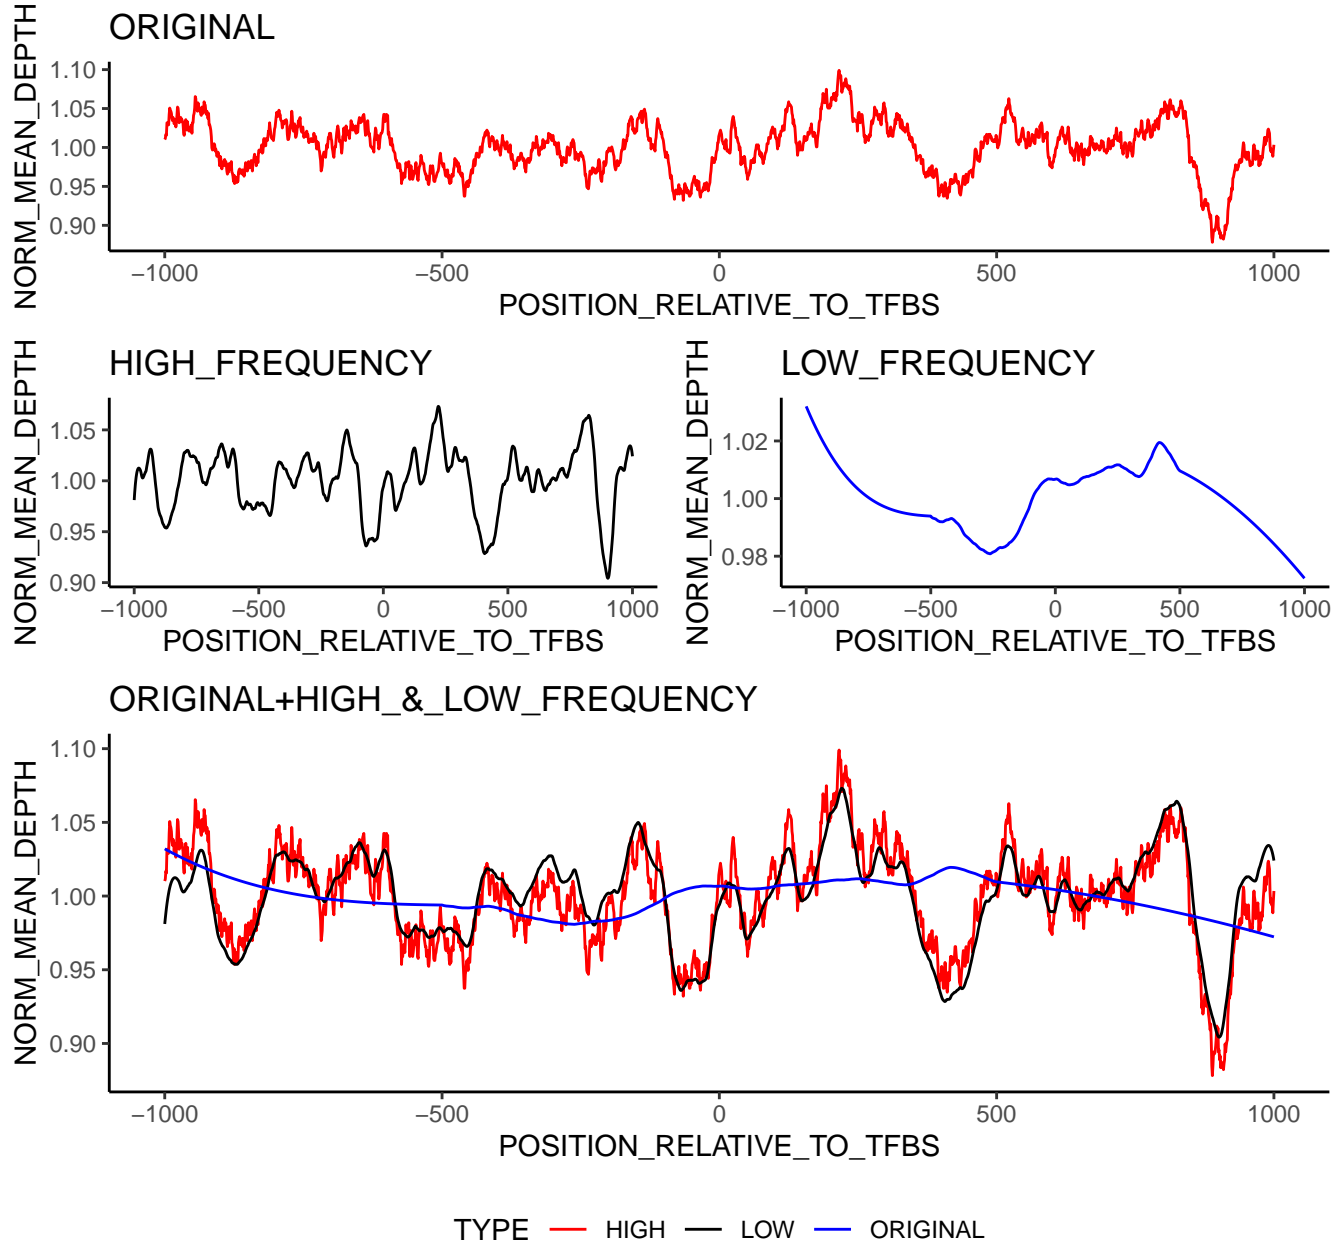 ORIGINAL
NORM_MEAN_DEPTH
1.10
1.05
1.00
0.95
0.90
−1000 −500 0 500 1000
POSITION_RELATIVE_TO_TFBS
HIGH_FREQUENCY
NORM_MEAN_DEPTH
1.05
1.00
0.95
0.90
−1000 −500 0 500 1000
POSITION_RELATIVE_TO_TFBS
LOW_FREQUENCY
NORM_MEAN_DEPTH
1.02
1.00
0.98
−1000 −500 0 500 1000
POSITION_RELATIVE_TO_TFBS
ORIGINAL+HIGH_&_LOW_FREQUENCY
NORM_MEAN_DEPTH
1.10
1.05
1.00
0.95
0.90
−1000 −500 0 500 1000
POSITION_RELATIVE_TO_TFBS
TYPE HIGH LOW ORIGINAL